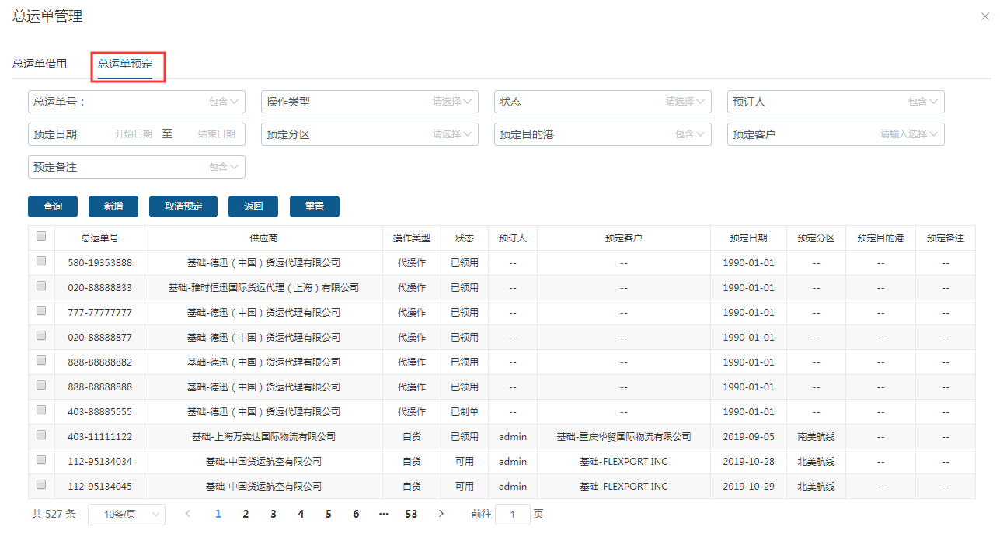 总运单管理
总运单借用 总运单预定
总运单号： 包含 操作类型 请选择 状态 请选择 预订人 包含
预定日期 开始日期 至 结束日期 预定分区 请选择 预定目的港 包含 预定客户 请输入选择
预定备注 包含
查询 新增 取消预定 返回 重置
总运单号 供应商 操作类型 状态 预订人 预定客户 预定日期 预定分区 预定目的港 预定备注
580-19353888 基础-德迅（中国）货运代理有限公司 代操作 已领用 -- -- 1990-01-01 -- -- --
020-88888833 基础-雅时恒迅国际货运代理（上海）有限公司 代操作 已领用 -- -- 1990-01-01 -- -- --
777-77777777 基础-德迅（中国）货运代理有限公司 代操作 已领用 -- -- 1990-01-01 -- -- --
020-88888877 基础-德迅（中国）货运代理有限公司 代操作 已领用 -- -- 1990-01-01 -- -- --
888-88888882 基础-德迅（中国）货运代理有限公司 代操作 已领用 -- -- 1990-01-01 -- -- --
888-88888888 基础-德迅（中国）货运代理有限公司 代操作 已领用 -- -- 1990-01-01 -- -- --
403-88885555 基础-德迅（中国）货运代理有限公司 代操作 已制单 -- -- 1990-01-01 -- -- --
403-11111122 基础-上海万实达国际物流有限公司 自货 已领用 admin 基础-重庆华贸国际物流有限公司 2019-09-05 南美航线 -- --
112-95134034 基础-中国货运航空有限公司 自货 可用 admin 基础-FLEXPORT INC 2019-10-28 北美航线 -- --
112-95134045 基础-中国货运航空有限公司 自货 可用 admin 基础-FLEXPORT INC 2019-10-29 北美航线 -- --
共 527 条 10条/页 1 2 3 4 5 6 ··· 53 前往 1 页